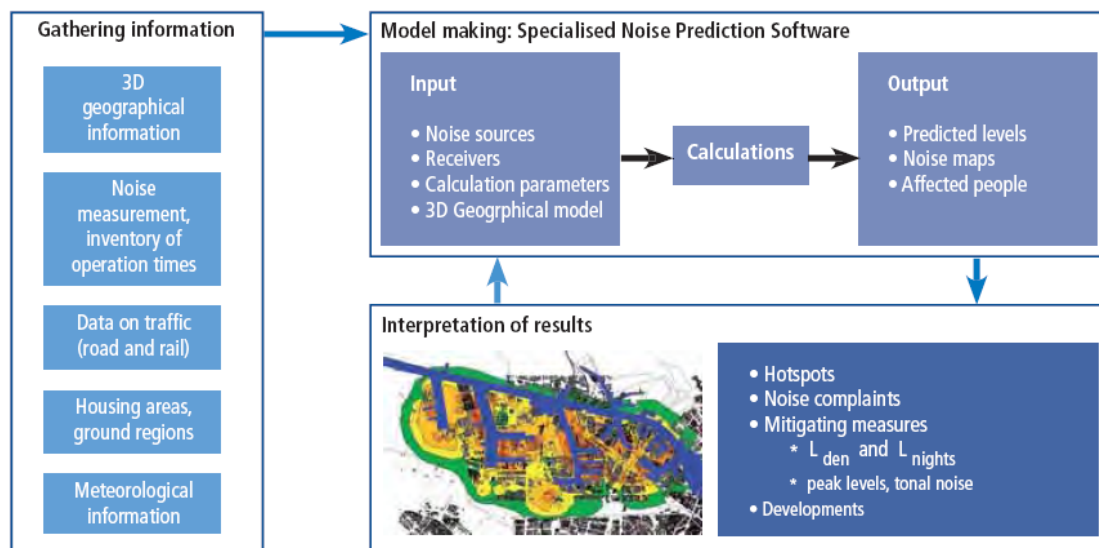 Gathering information
3D
geographical
information
Noise
measurement,
inventory of
operation times
Data on traffic
(road and rail)
Housing areas,
ground regions
Meteorological
information
Model making: Specialised Noise Prediction Software
Input
• Noise sources
• Receivers
• Calculation parameters
• 3D Geogrphical model
Calculations
Output
• Predicted levels
• Noise maps
• Affected people
Interpretation of results
• Hotspots
• Noise complaints
• Mitigating measures
* L den and L nights
* peak levels, tonal noise
• Developments